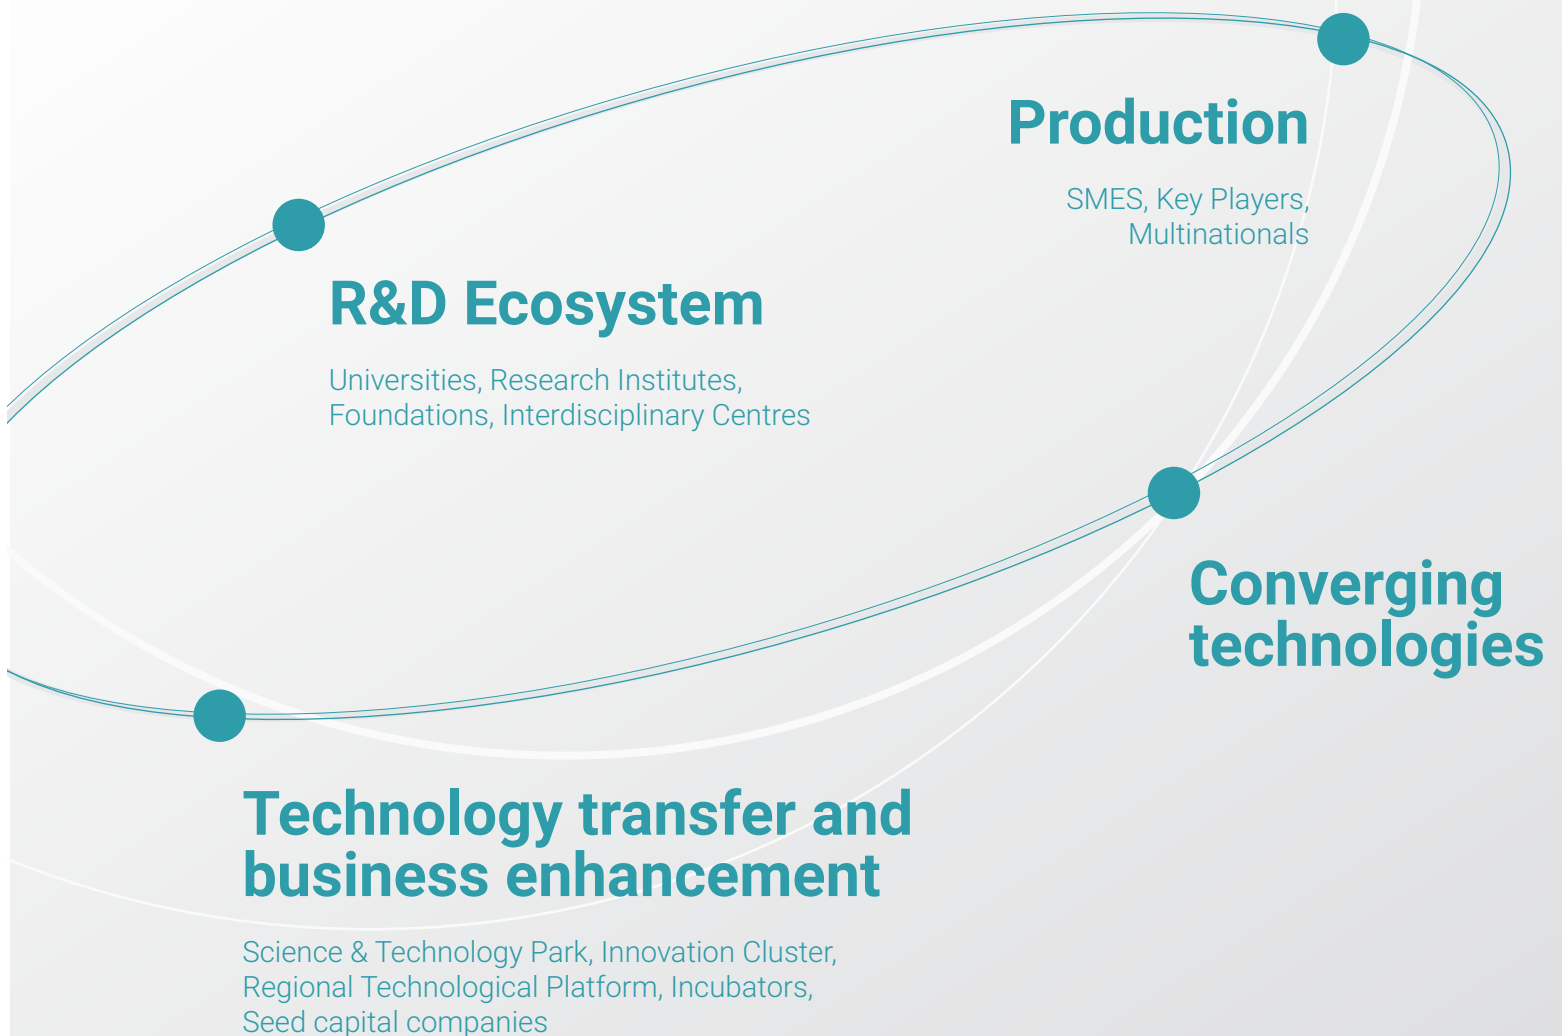 Production
SMES, Key Players,
Multinationals
R&D Ecosystem
Universities, Research Institutes,
Foundations, Interdisciplinary Centres
Converging
technologies
Technology transfer and
business enhancement
Science & Technology Park, Innovation Cluster,
Regional Technological Platform, Incubators,
Seed capital companies